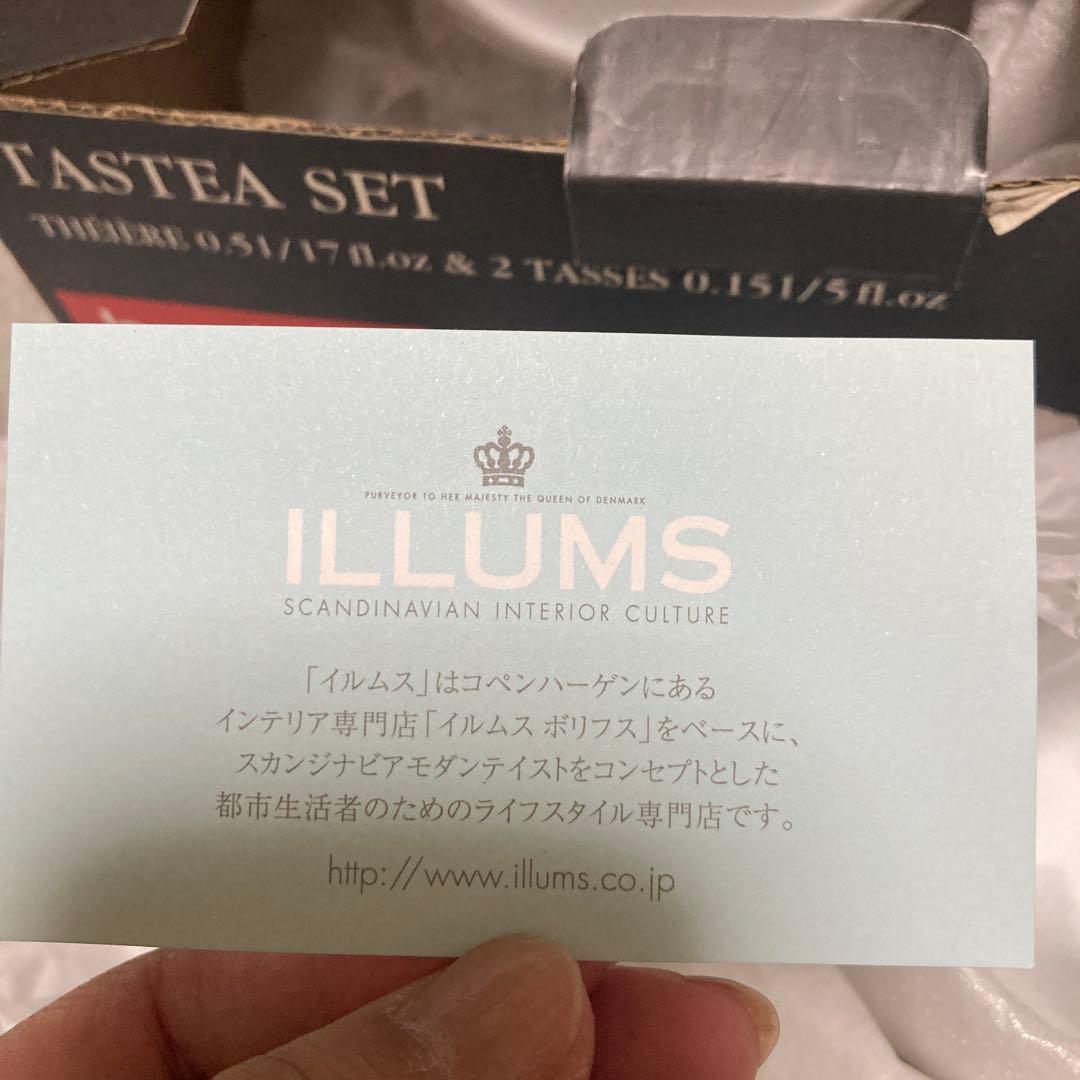 TASTEA SET
THÉIÈRE 0.5l/17 fl.oz & 2 TASSES 0.15l/5 fl.oz
PURVEYOR TO HER MAJESTY THE QUEEN OF DENMARK
ILLUMS
SCANDINAVIAN INTERIOR CULTURE
「イルムス」はコペンハーゲンにある
インテリア専門店「イルムス ボリフス」をベースに、
スカンジナビアモダンテイストをコンセプトとした
都市生活者のためのライフスタイル専門店です。
http://www.illums.co.jp